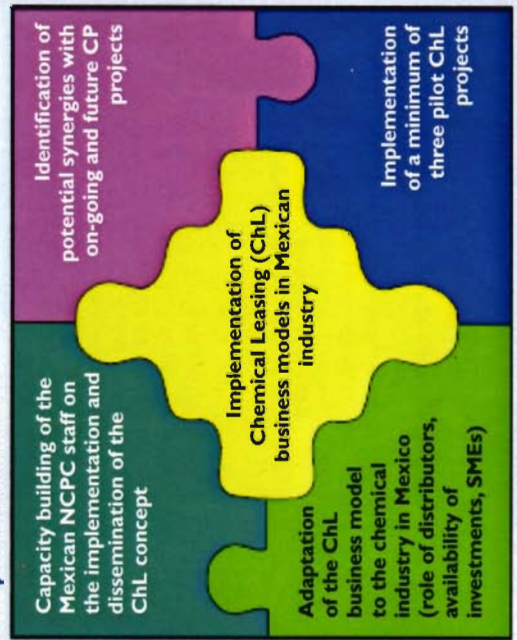 Capacity building of the
Mexican NCPC staff on
the implementation and
dissemination of the
ChL concept
Identification of
potential synergies with
on-going and future CP
projects
Implementation of
Chemical Leasing (ChL)
business models in Mexican
industry
Adaptation
of the ChL
business model
to the chemical
industry in Mexico
(role of distributors,
availability of
investments, SMEs)
Implementation
of a minimum of
three pilot ChL
projects